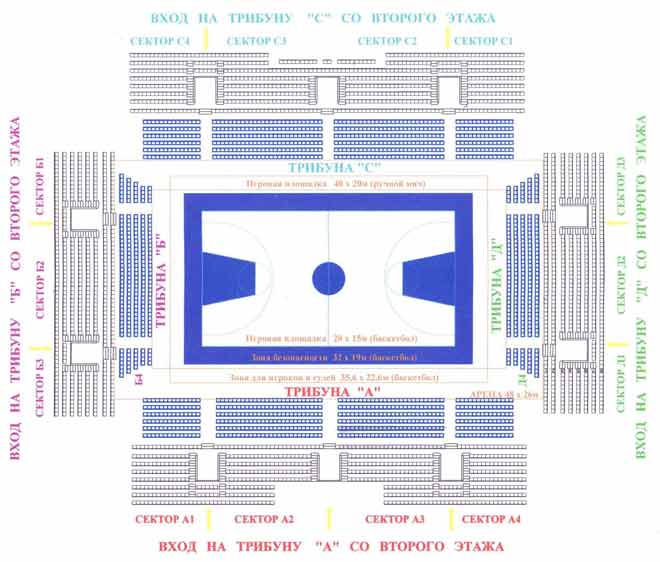 ВХОД НА ТРИБУНУ "С" СО ВТОРОГО ЭТАЖА
СЕКТОР С4 СЕКТОР С3 СЕКТОР С2 СЕКТОР С1
ТРИБУНА "С"
Игровая площадка 40 х 20м (ручной мяч)
ВХОД НА ТРИБУНУ "Б" СО ВТОРОГО ЭТАЖА
СЕКТОР Б1
СЕКТОР Б2
СЕКТОР Б3
ТРИБУНА "Б"
Б4
ТРИБУНА "Д"
Д4
СЕКТОР Д3
СЕКТОР Д2
СЕКТОР Д1
ВХОД НА ТРИБУНУ "Д" СО ВТОРОГО ЭТАЖА
Игровая площадка 28 х 15м (баскетбол)
Зона безопасности 32 х 19м (баскетбол)
Зона для игроков и судей 35,6 х 22,6м (баскетбол)
ТРИБУНА "А"
АРЕНА 48 х 26м
СЕКТОР А1 СЕКТОР А2 СЕКТОР А3 СЕКТОР А4
ВХОД НА ТРИБУНУ "А" СО ВТОРОГО ЭТАЖА